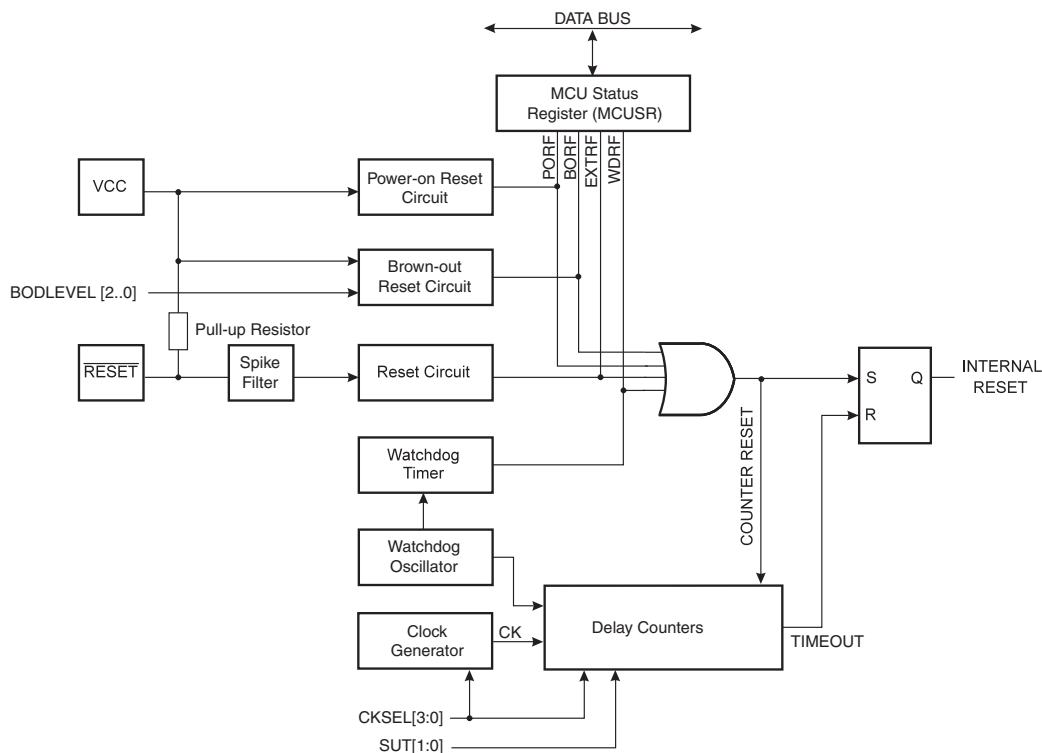 DATA BUS
MCU Status
Register (MCUSR)
PORF
BORF
EXTRF
WDRF
VCC
Power-on Reset
Circuit
Brown-out
Reset Circuit
BODLEVEL [2..0]
Pull-up Resistor
RESET
Spike
Filter
Reset Circuit
S
Q
INTERNAL
RESET
R
COUNTER RESET
Watchdog
Timer
Watchdog
Oscillator
Clock
Generator
CK
Delay Counters
TIMEOUT
CKSEL[3:0]
SUT[1:0]